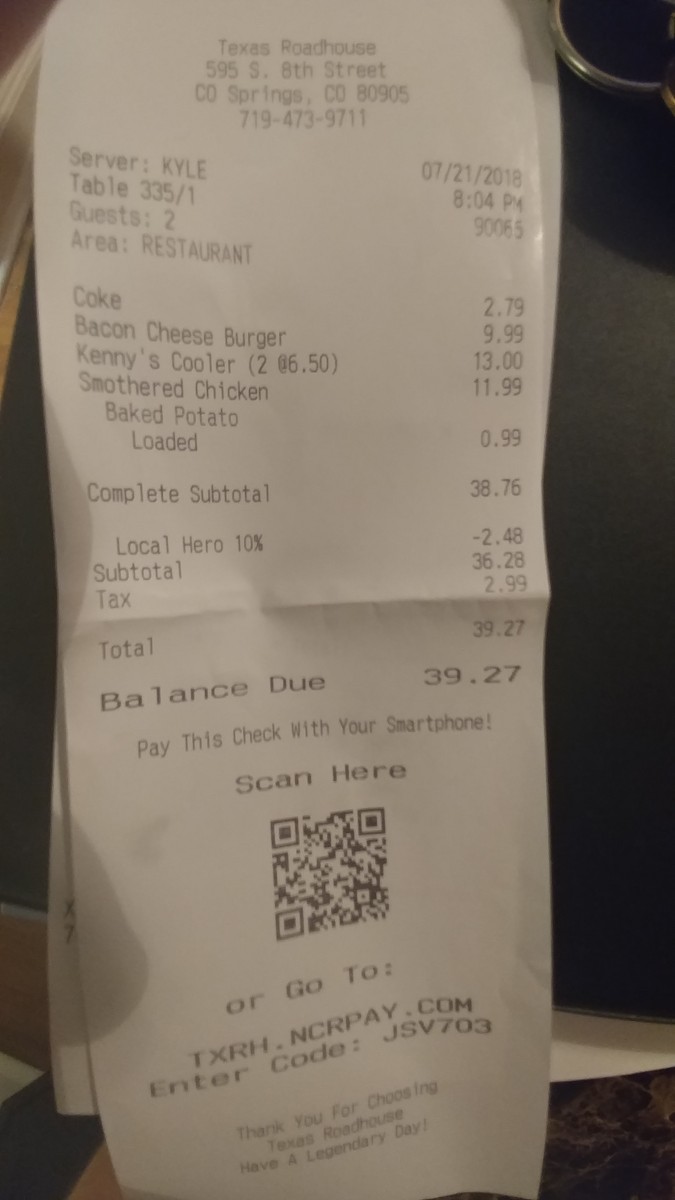 Texas Roadhouse
595 S. 8th Street
CO Springs, CO 80905
719-473-9711
Server: KYLE 07/21/2018
Table 335/1 8:04 PM
Guests: 2 90065
Area: RESTAURANT
Coke 2.79
Bacon Cheese Burger 9.99
Kenny's Cooler (2 @6.50) 13.00
Smothered Chicken 11.99
Baked Potato
Loaded 0.99
Complete Subtotal 38.76
Local Hero 10% -2.48
Subtotal 36.28
Tax 2.99
Total 39.27
Balance Due 39.27
Pay This Check With Your Smartphone!
Scan Here
or Go To:
TXRH.NCRPAY.COM
Enter Code: JSV703
Thank You For Choosing
Texas Roadhouse
Have A Legendary Day!
X
7